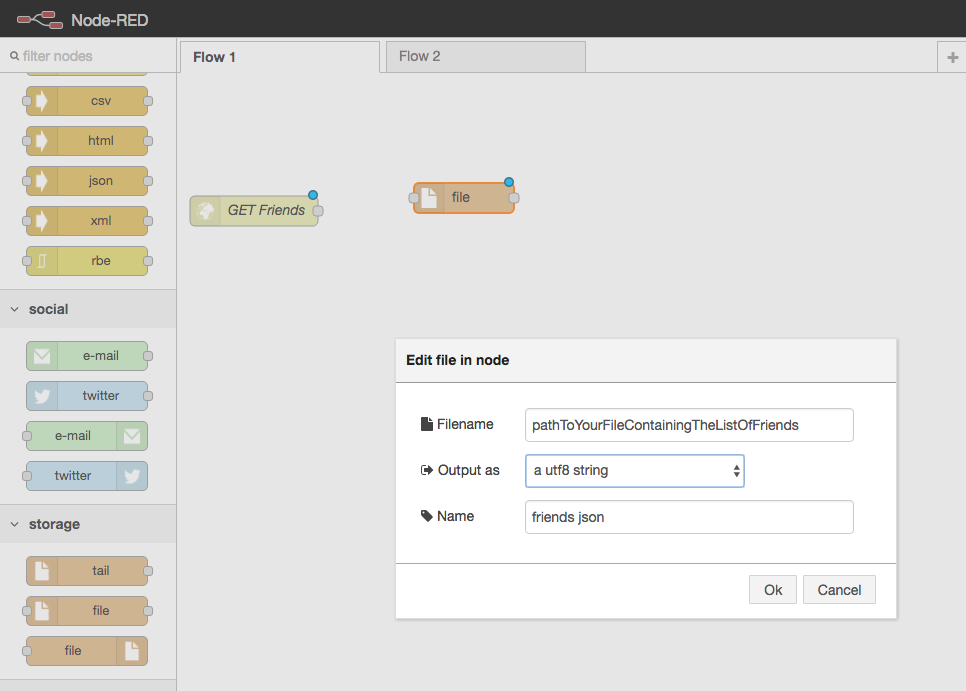 Node-RED
filter nodes
Flow 1
Flow 2
+
csv
html
json
xml
rbe
social
e-mail
twitter
e-mail
twitter
storage
tail
file
file
GET Friends
file
Edit file in node
Filename
pathToYourFileContainingTheListOfFriends
Output as
a utf8 string
Name
friends json
Ok
Cancel